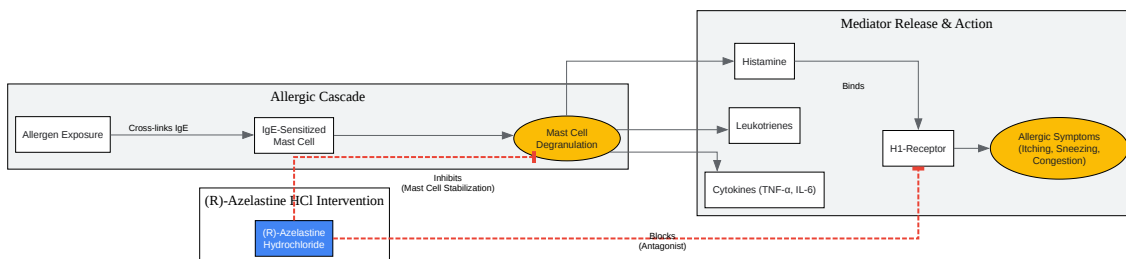 Mediator Release & Action
Histamine
Binds
Allergic Cascade
Allergen Exposure
Cross-links IgE
IgE-Sensitized
Mast Cell
Mast Cell
Degranulation
Leukotrienes
H1-Receptor
Allergic Symptoms
(Itching, Sneezing,
Congestion)
Cytokines (TNF-α, IL-6)
Inhibits
(Mast Cell Stabilization)
(R)-Azelastine HCl Intervention
(R)-Azelastine
Hydrochloride
Blocks
(Antagonist)